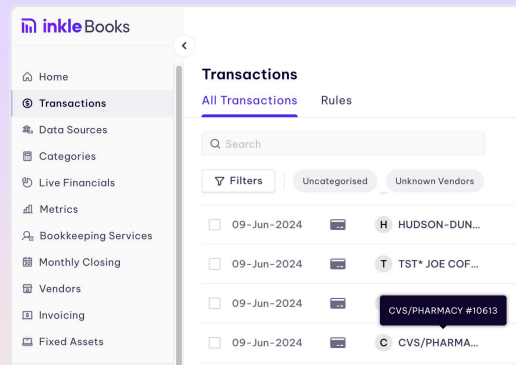 inkle Books
Home
Transactions
Data Sources
Categories
Live Financials
Metrics
Bookkeeping Services
Monthly Closing
Vendors
Invoicing
Fixed Assets
Transactions
All Transactions Rules
Search
Filters Uncategorised Unknown Vendors
09-Jun-2024 H HUDSON-DUN...
09-Jun-2024 T TST* JOE COF...
09-Jun-2024
CVS/PHARMACY #10613
09-Jun-2024 C CVS/PHARMA...